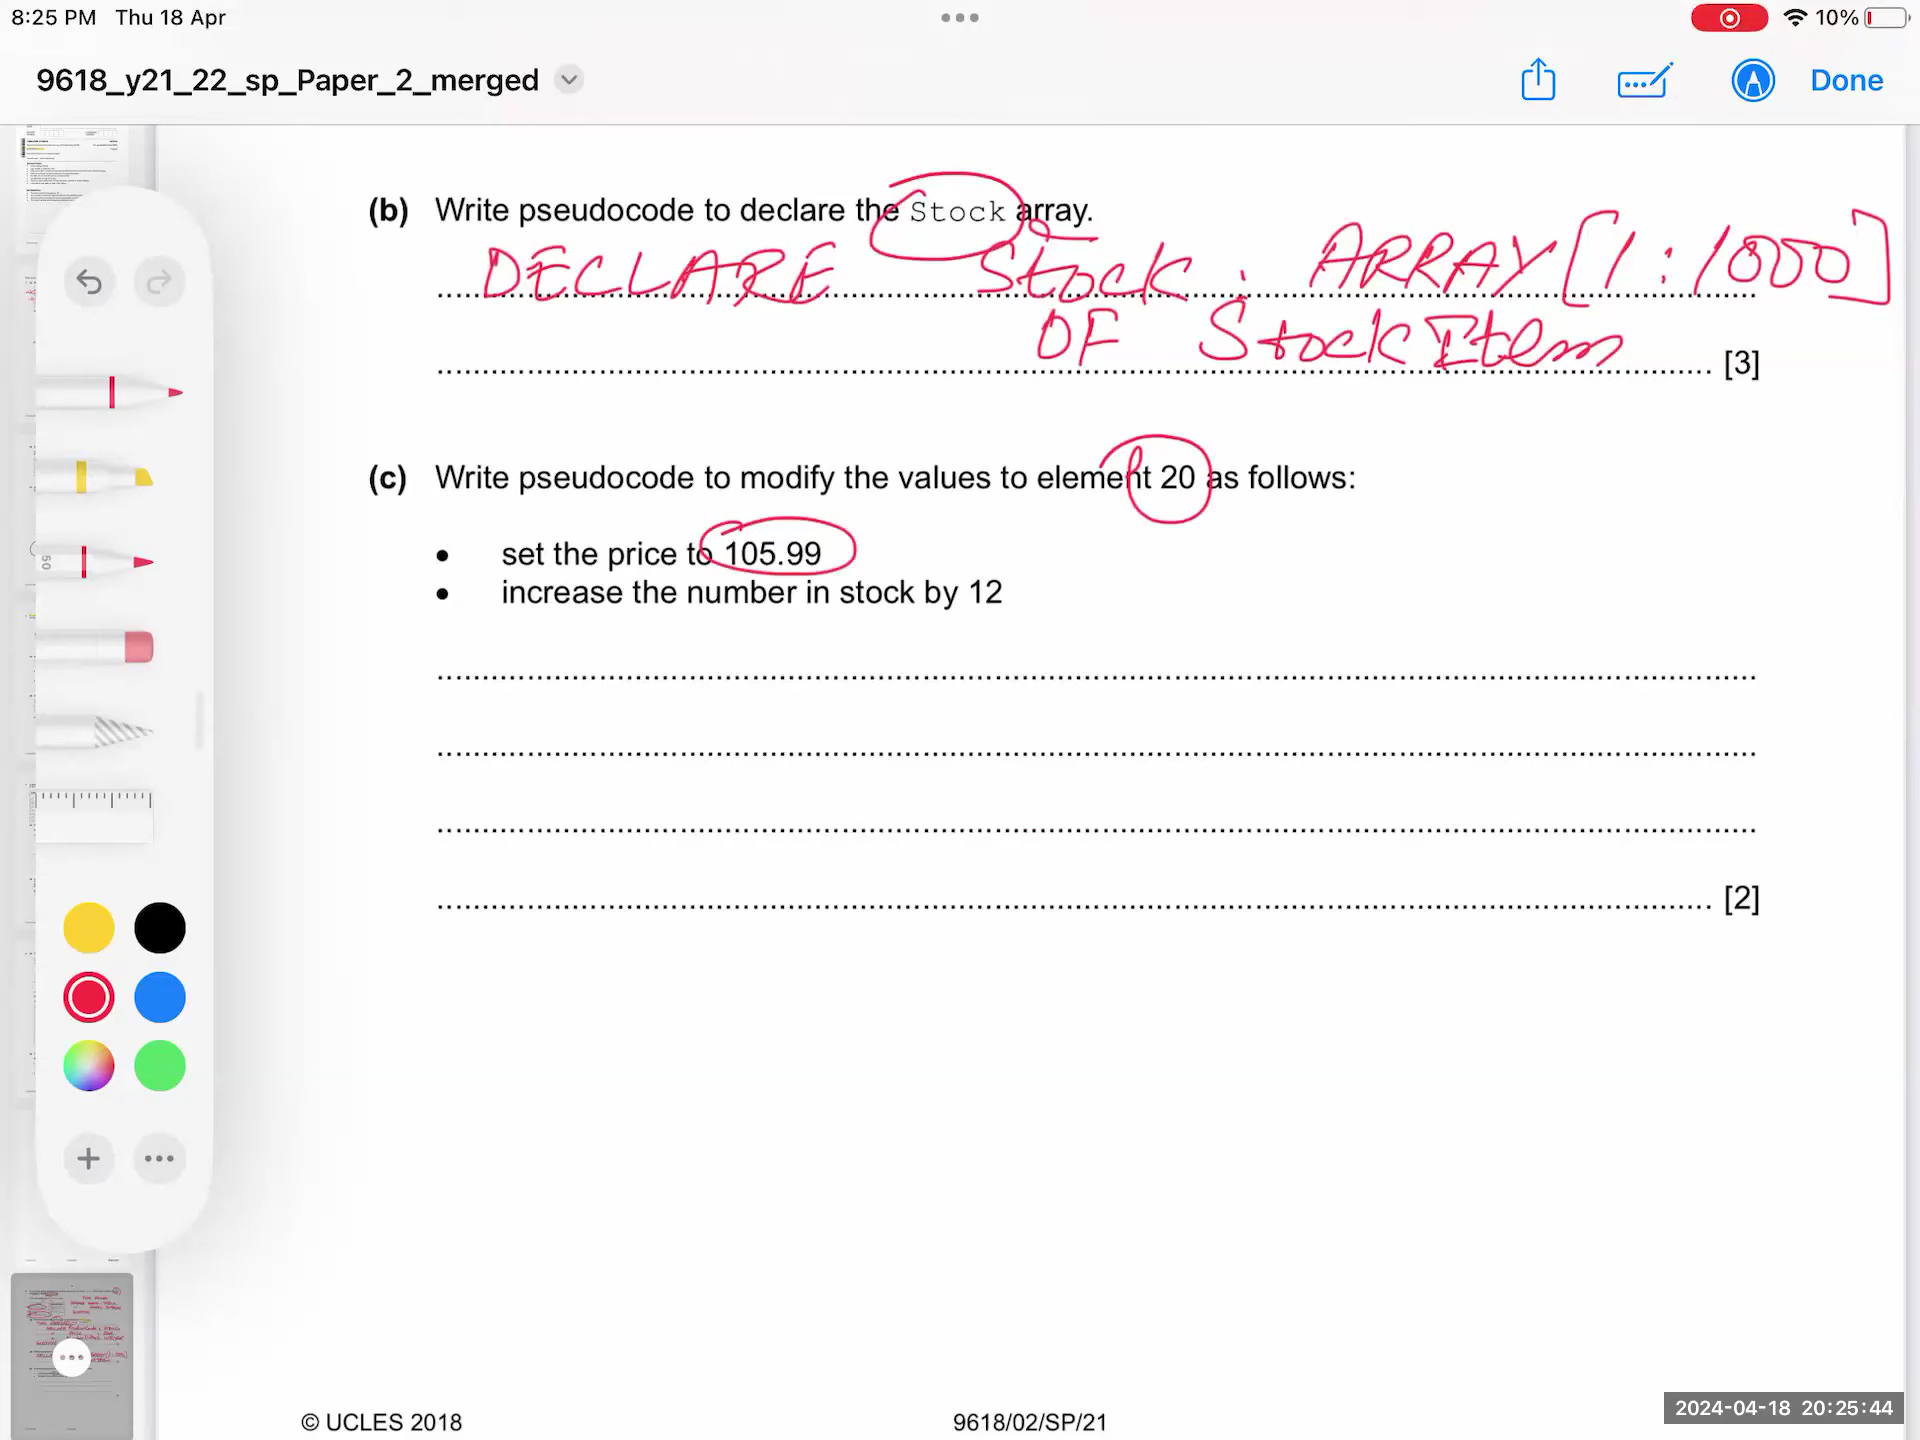 8:25 PM Thu 18 Apr
10%
9618_y21_22_sp_Paper_2_merged
Done
(b) Write pseudocode to declare the Stock array.
DECLARE Stock : ARRAY[1:1000]
OF StockItem
[3]
(c) Write pseudocode to modify the values to element 20 as follows:
• set the price to 105.99
• increase the number in stock by 12
[2]
50
© UCLES 2018
9618/02/SP/21
2024-04-18 20:25:44